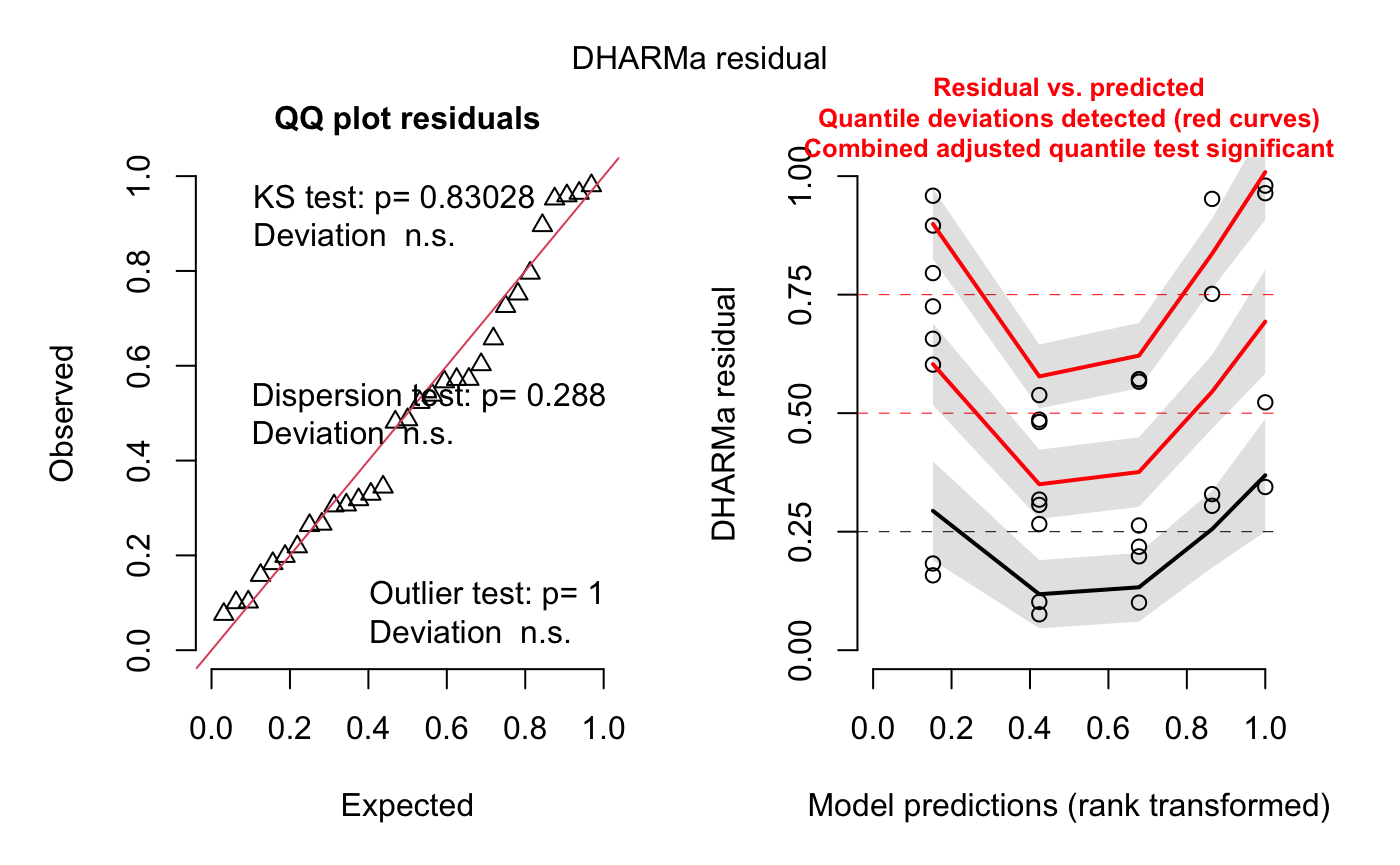 DHARMa residual
QQ plot residuals
KS test: p= 0.83028
Deviation n.s.
Dispersion test: p= 0.288
Deviation n.s.
Outlier test: p= 1
Deviation n.s.
Observed
0.0 0.2 0.4 0.6 0.8 1.0
0.0 0.2 0.4 0.6 0.8 1.0
Expected
Residual vs. predicted
Quantile deviations detected (red curves)
Combined adjusted quantile test significant
DHARMa residual
0.00 0.25 0.50 0.75 1.00
0.0 0.2 0.4 0.6 0.8 1.0
Model predictions (rank transformed)